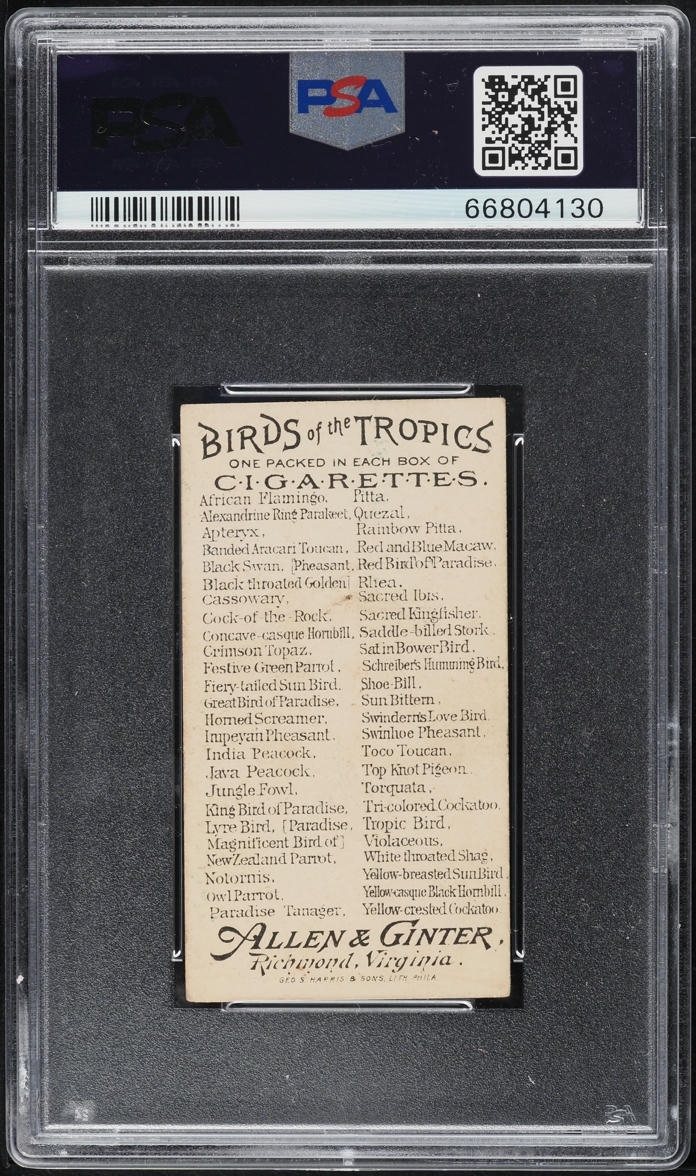 PSA
PSA
66804130
BIRDS of the TROPICS
ONE PACKED IN EACH BOX OF
C·I·G·A·R·E·T·T·E·S.
African Flamingo. Pitta.
Alexandrine Ring Parakeet, Quezal,
Apteryx, Rainbow Pitta.
Banded Aracari Toucan, Red and Blue Macaw.
Black Swan, [Pheasant, Red Bird of Paradise.
Black throated Golden] Rhea.
Cassowary, Sacred Ibis.
Cock-of-the-Rock. Sacred Kingfisher.
Concave-casque Hornbill, Saddle-billed Stork.
Crimson Topaz, Satin Bower Bird.
Festive Green Parrot, Schreibers Humming Bird,
Fiery-tailed Sun Bird. Shoe-Bill.
Great Bird of Paradise, Sun Bittern,
Horned Screamer. Swinderns Love Bird.
Impeyan Pheasant. Swinhoe Pheasant.
India Peacock, Toco Toucan,
Java Peacock, Top Knot Pigeon.
Jungle Fowl, Torquata,
King Bird of Paradise, Tri-colored Cockatoo.
Lyre Bird, [Paradise, Tropic Bird,
Magnificent Bird of] Violaceous,
New Zealand Parrot, White throated Shag,
Notornis, Yellow-breasted Sun Bird,
Owl Parrot, Yellow-casque Black Hornbill,
Paradise Tanager, Yellow-crested Cockatoo.
ALLEN & GINTER,
Richmond, Virginia.
GEO. S. HARRIS & SONS, LITH. PHILA.
PSA